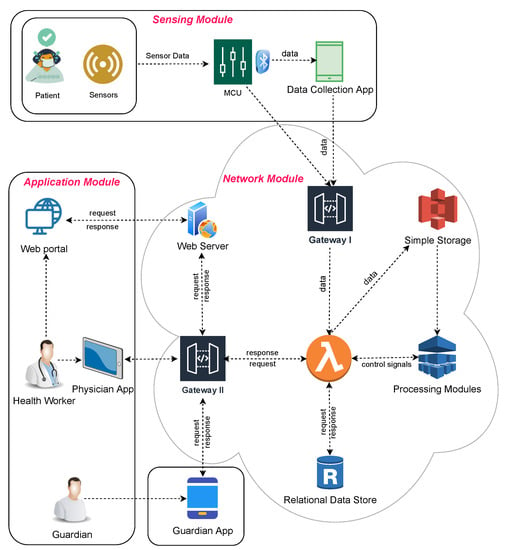 Sensing Module
Patient
Sensors
Sensor Data
MCU
data
Data Collection App
data
Application Module
Network Module
Web portal
request
response
Web Server
Gateway I
Simple Storage
request
response
data
data
Health Worker
Physician App
Gateway II
response
request
control signals
Processing Modules
request
response
request
response
R
Relational Data Store
Guardian
Guardian App